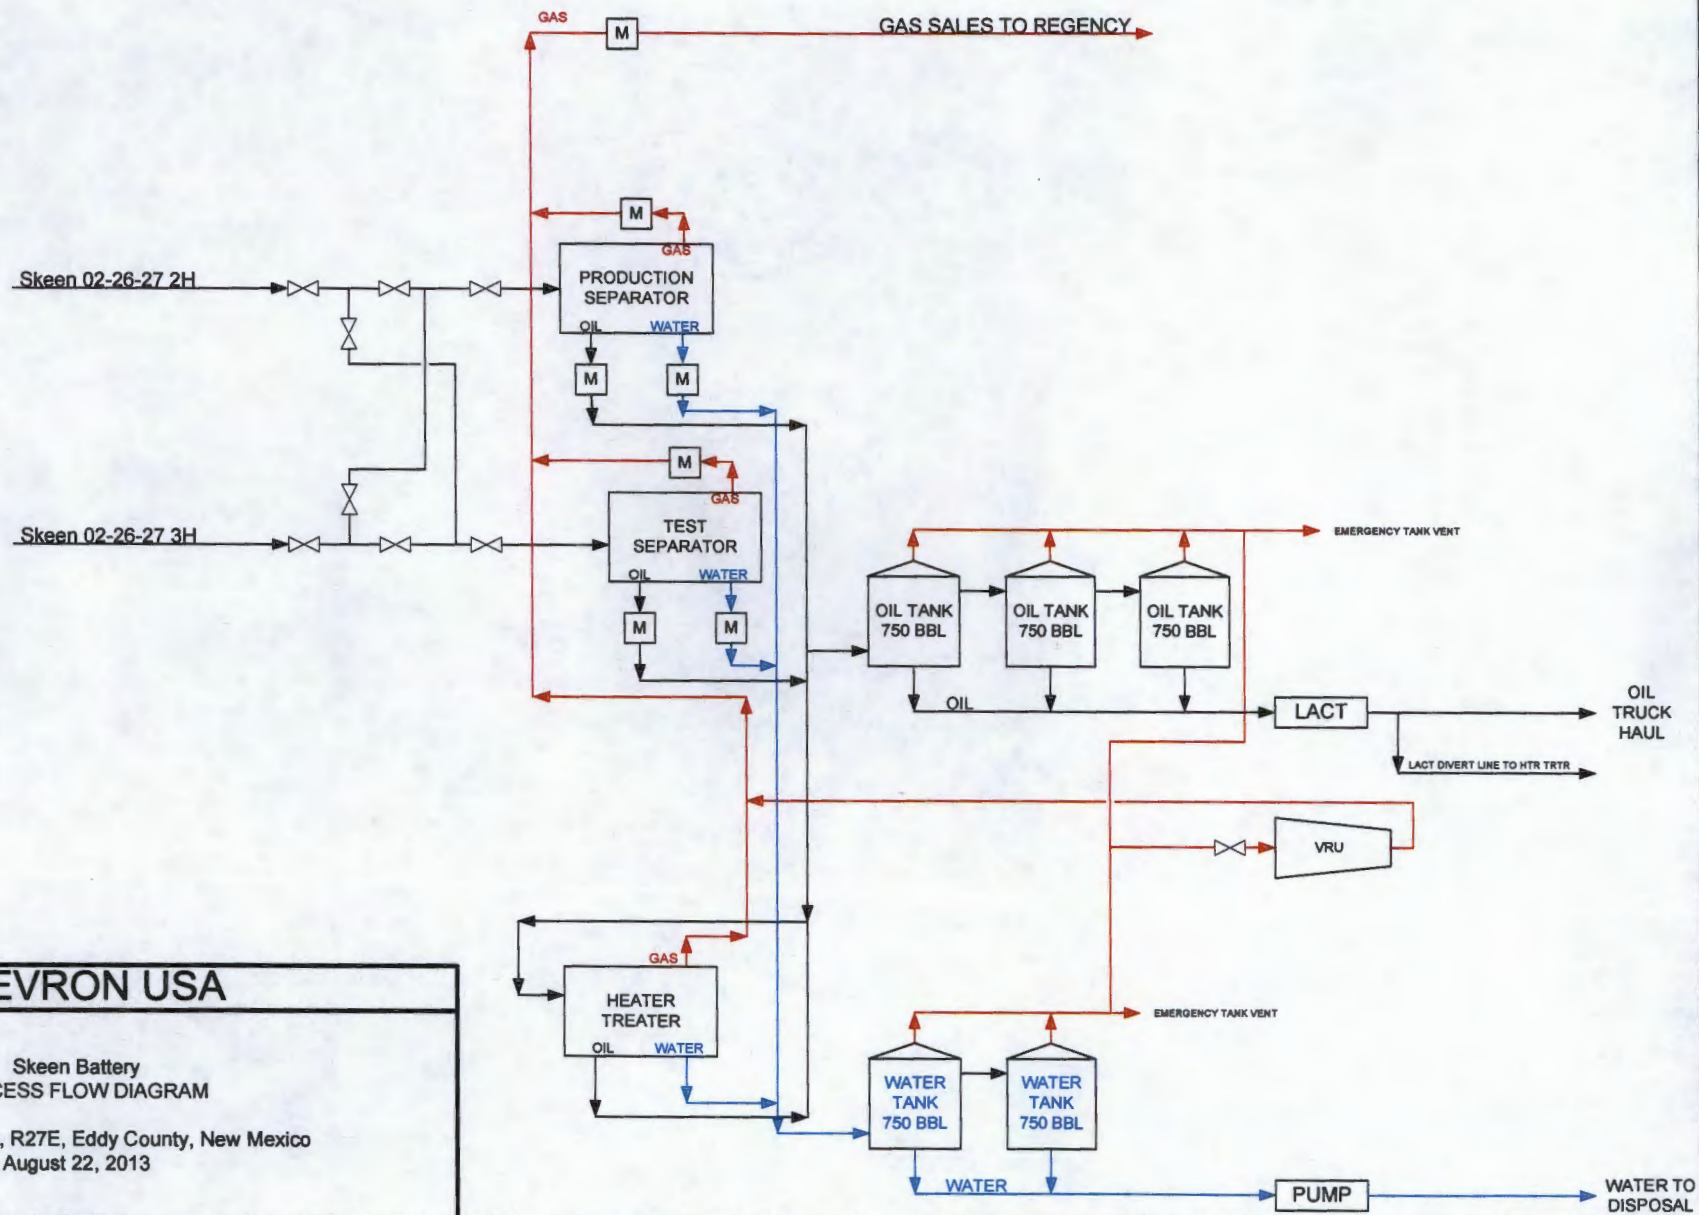 GAS
M
GAS SALES TO REGENCY
M
GAS
Skeen 02-26-27 2H
PRODUCTION
SEPARATOR
OIL WATER
M M
M
GAS
Skeen 02-26-27 3H
TEST
SEPARATOR
OIL WATER
M M
EMERGENCY TANK VENT
OIL TANK
750 BBL
OIL TANK
750 BBL
OIL TANK
750 BBL
OIL
LACT
OIL
TRUCK
HAUL
LACT DIVERT LINE TO HTR TRTR
VRU
GAS
HEATER
TREATER
OIL WATER
EMERGENCY TANK VENT
WATER
TANK
750 BBL
WATER
TANK
750 BBL
WATER
PUMP
WATER TO
DISPOSAL
EVRON USA
Skeen Battery
CESS FLOW DIAGRAM
, R27E, Eddy County, New Mexico
August 22, 2013